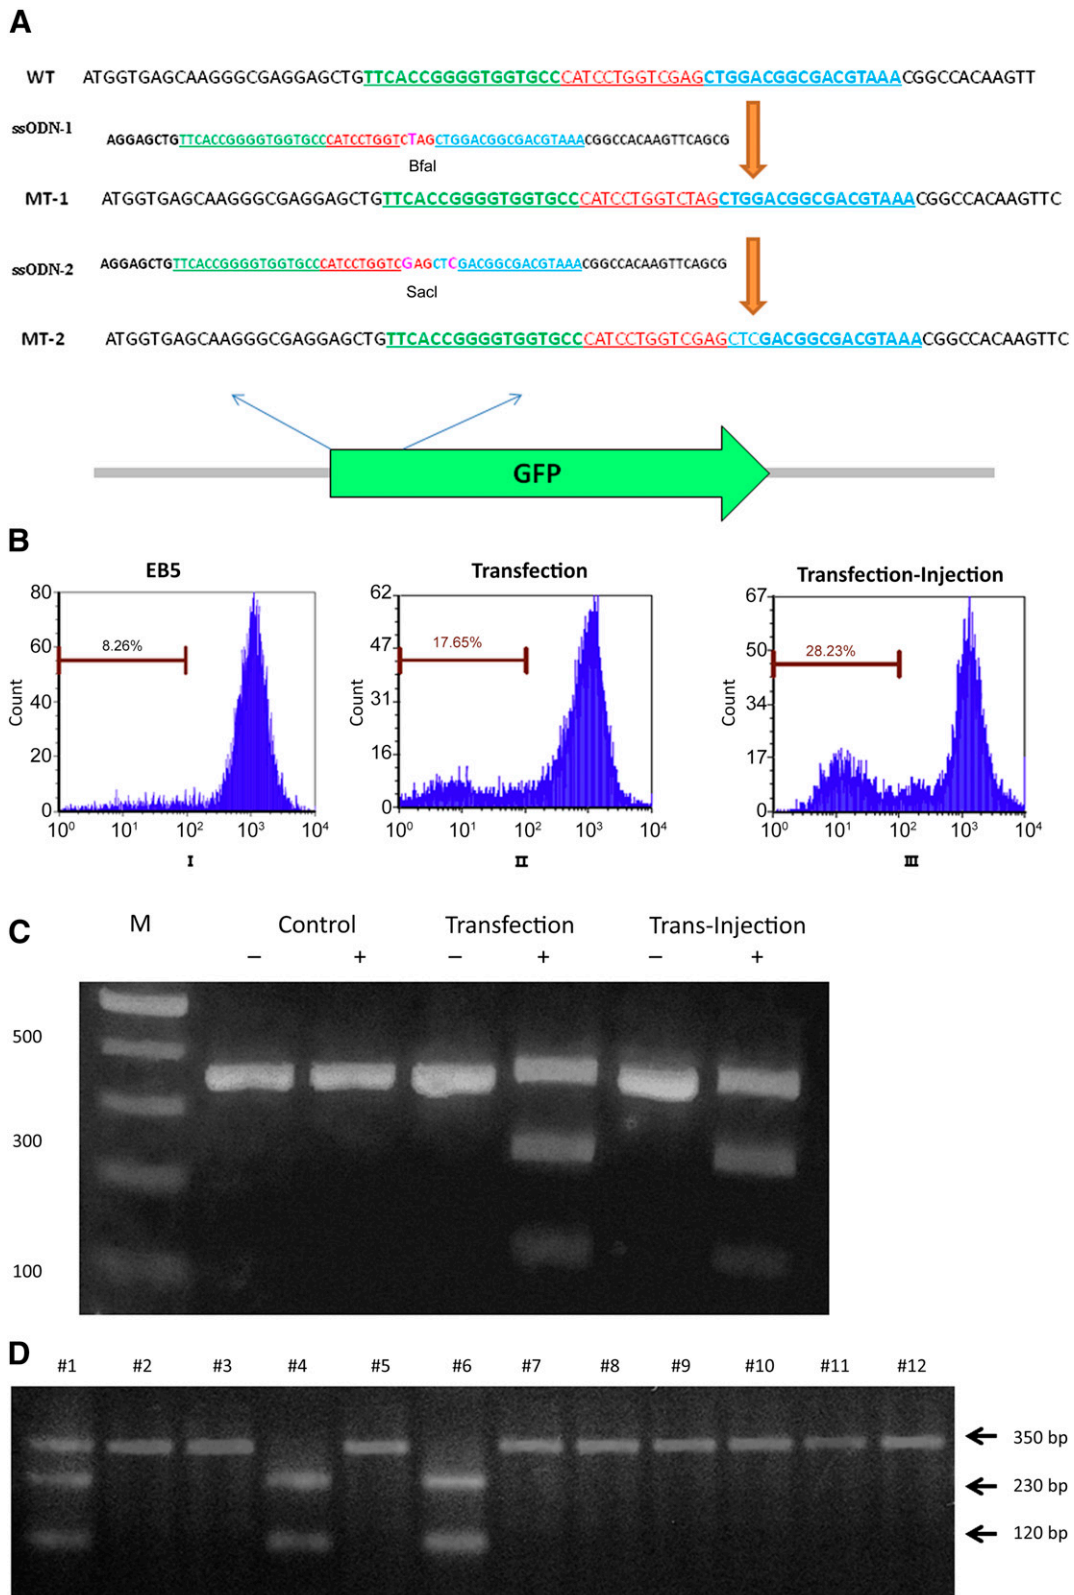 A
WT ATGGTGAGCAAGGGCGAGGAGCTGTTCACCGGGGTGGTGCCCATCCTGGTCGAGCTGGACGGCGACGTAAACGGCCACAAGTT
ssODN-1 AGGAGCTGTTCACCGGGGTGGTGCCCATCCTGGTCTAGCTGGACGGCGACGTAAACGGCCACAAGTTCAGCG
BfaI
MT-1 ATGGTGAGCAAGGGCGAGGAGCTGTTCACCGGGGTGGTGCCCATCCTGGTCTAGCTGGACGGCGACGTAAACGGCCACAAGTTC
ssODN-2 AGGAGCTGTTCACCGGGGTGGTGCCCATCCTGGTCGAGCTCGACGGCGACGTAAACGGCCACAAGTTCAGCG
SacI
MT-2 ATGGTGAGCAAGGGCGAGGAGCTGTTCACCGGGGTGGTGCCCATCCTGGTCGAGCTCGACGGCGACGTAAACGGCCACAAGTTC
GFP
B
EB5 Transfection Transfection-Injection
80 60 40 20 0
Count
8.26%
10⁰ 10¹ 10² 10³ 10⁴
I
62 47 31 16 0
Count
17.65%
10⁰ 10¹ 10² 10³ 10⁴
II
67 50 34 17 0
Count
28.23%
10⁰ 10¹ 10² 10³ 10⁴
III
C
M Control Transfection Trans-Injection
− + − + − +
500
300
100
D
#1 #2 #3 #4 #5 #6 #7 #8 #9 #10 #11 #12
350 bp
230 bp
120 bp